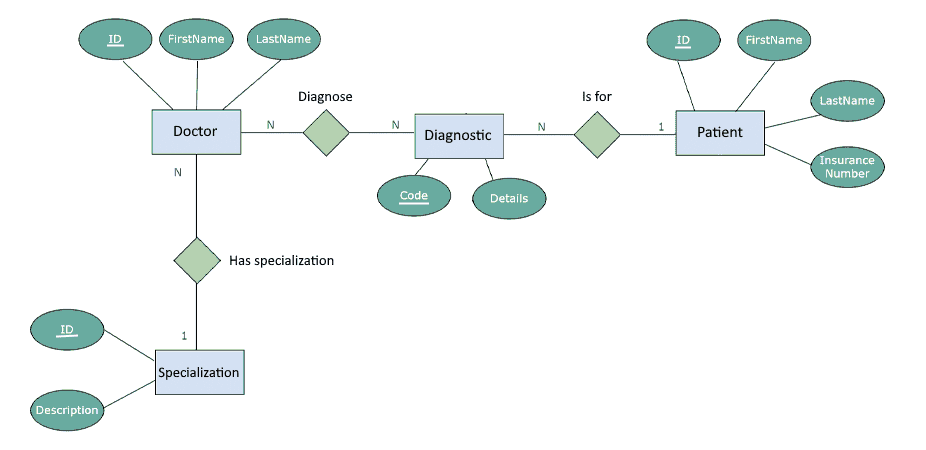 ID
FirstName
LastName
ID
FirstName
Diagnose
Is for
LastName
N
N
N
1
Doctor
Diagnostic
Patient
Insurance
Number
N
Code
Details
Has specialization
ID
1
Specialization
Description